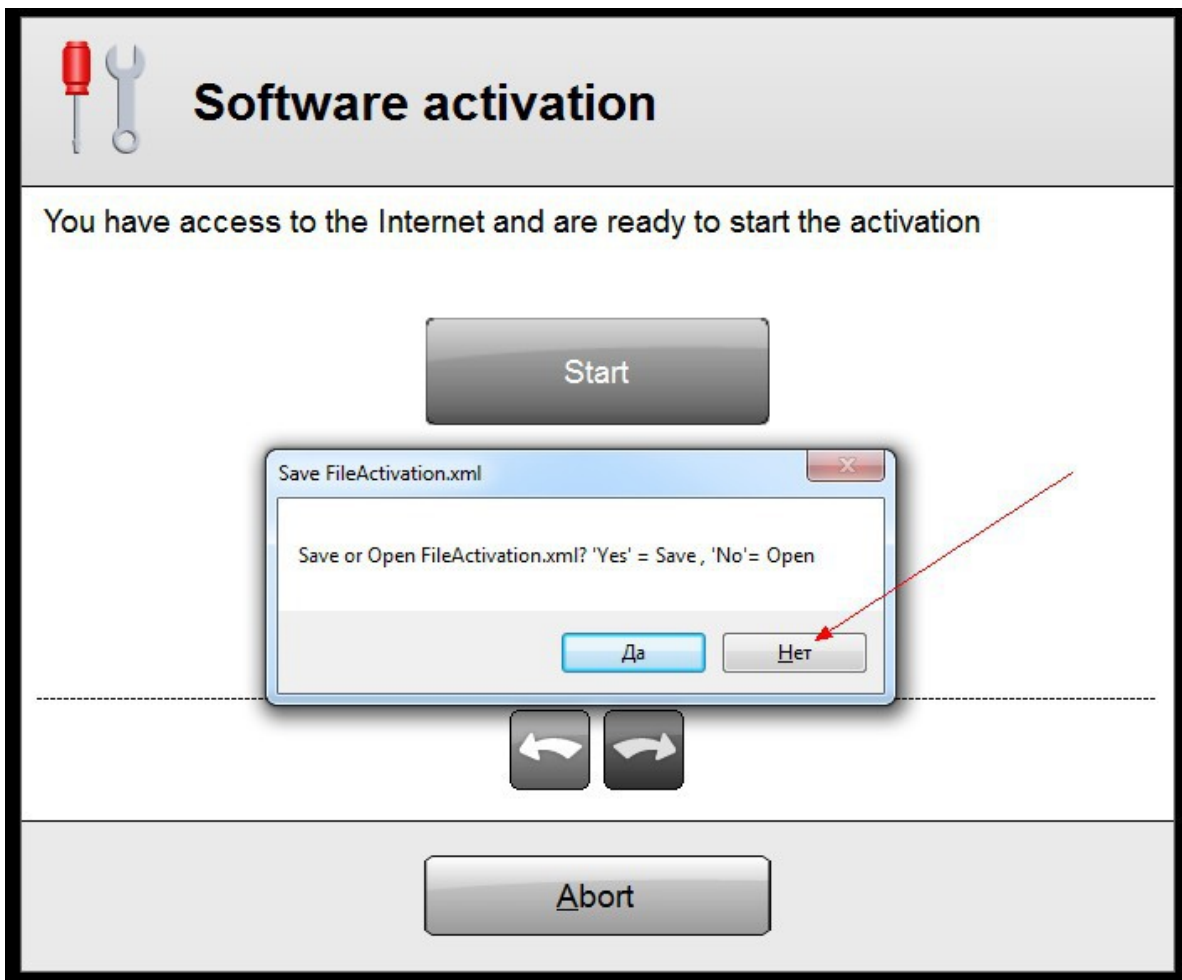 Software activation
You have access to the Internet and are ready to start the activation
Start
Save FileActivation.xml
Save or Open FileActivation.xml? 'Yes' = Save , 'No'= Open
Да
Нет
Abort